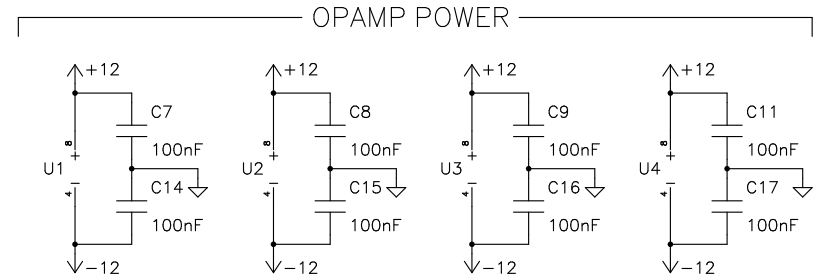 OPAMP POWER
+12 +12 +12 +12
C7 C8 C9 C11
8 8 8 8
+ 100nF + 100nF + 100nF + 100nF
U1 U2 U3 U4
- C14 - C15 - C16 - C17
4 4 4 4
100nF 100nF 100nF 100nF
-12 -12 -12 -12